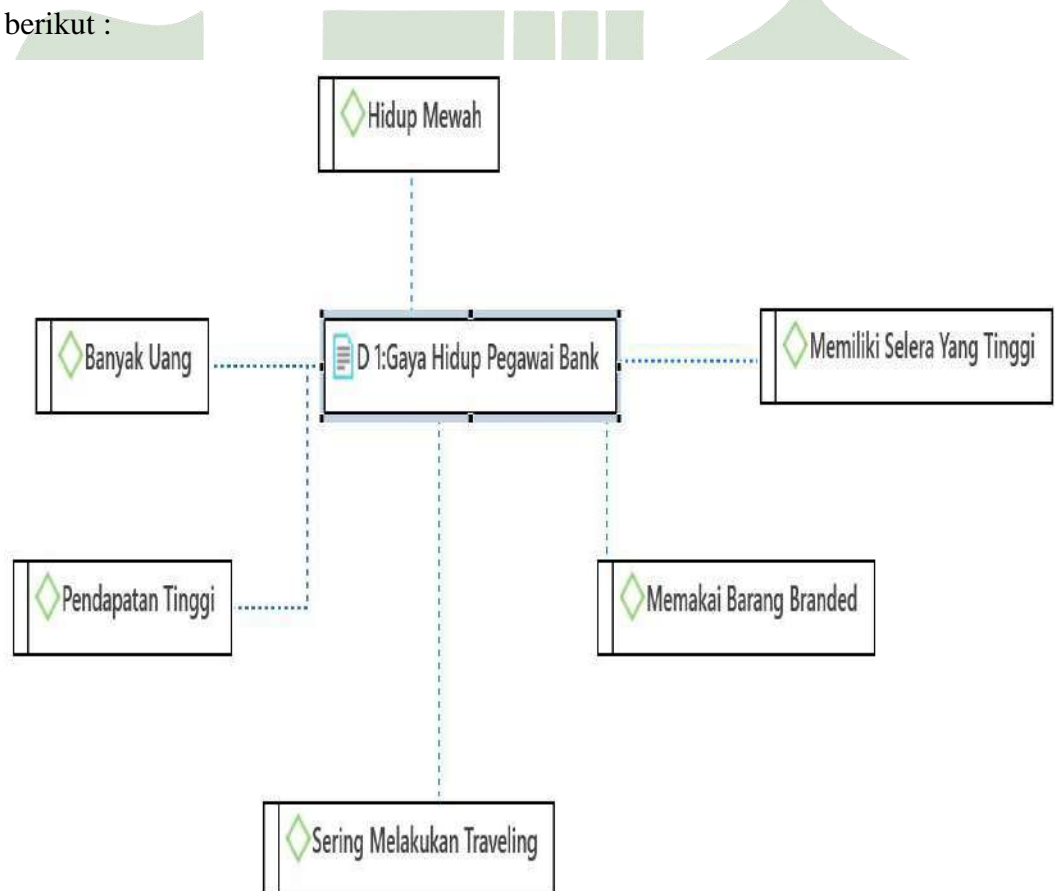 berikut :
Hidup Mewah
Banyak Uang
D 1:Gaya Hidup Pegawai Bank
Memiliki Selera Yang Tinggi
Pendapatan Tinggi
Memakai Barang Branded
Sering Melakukan Traveling